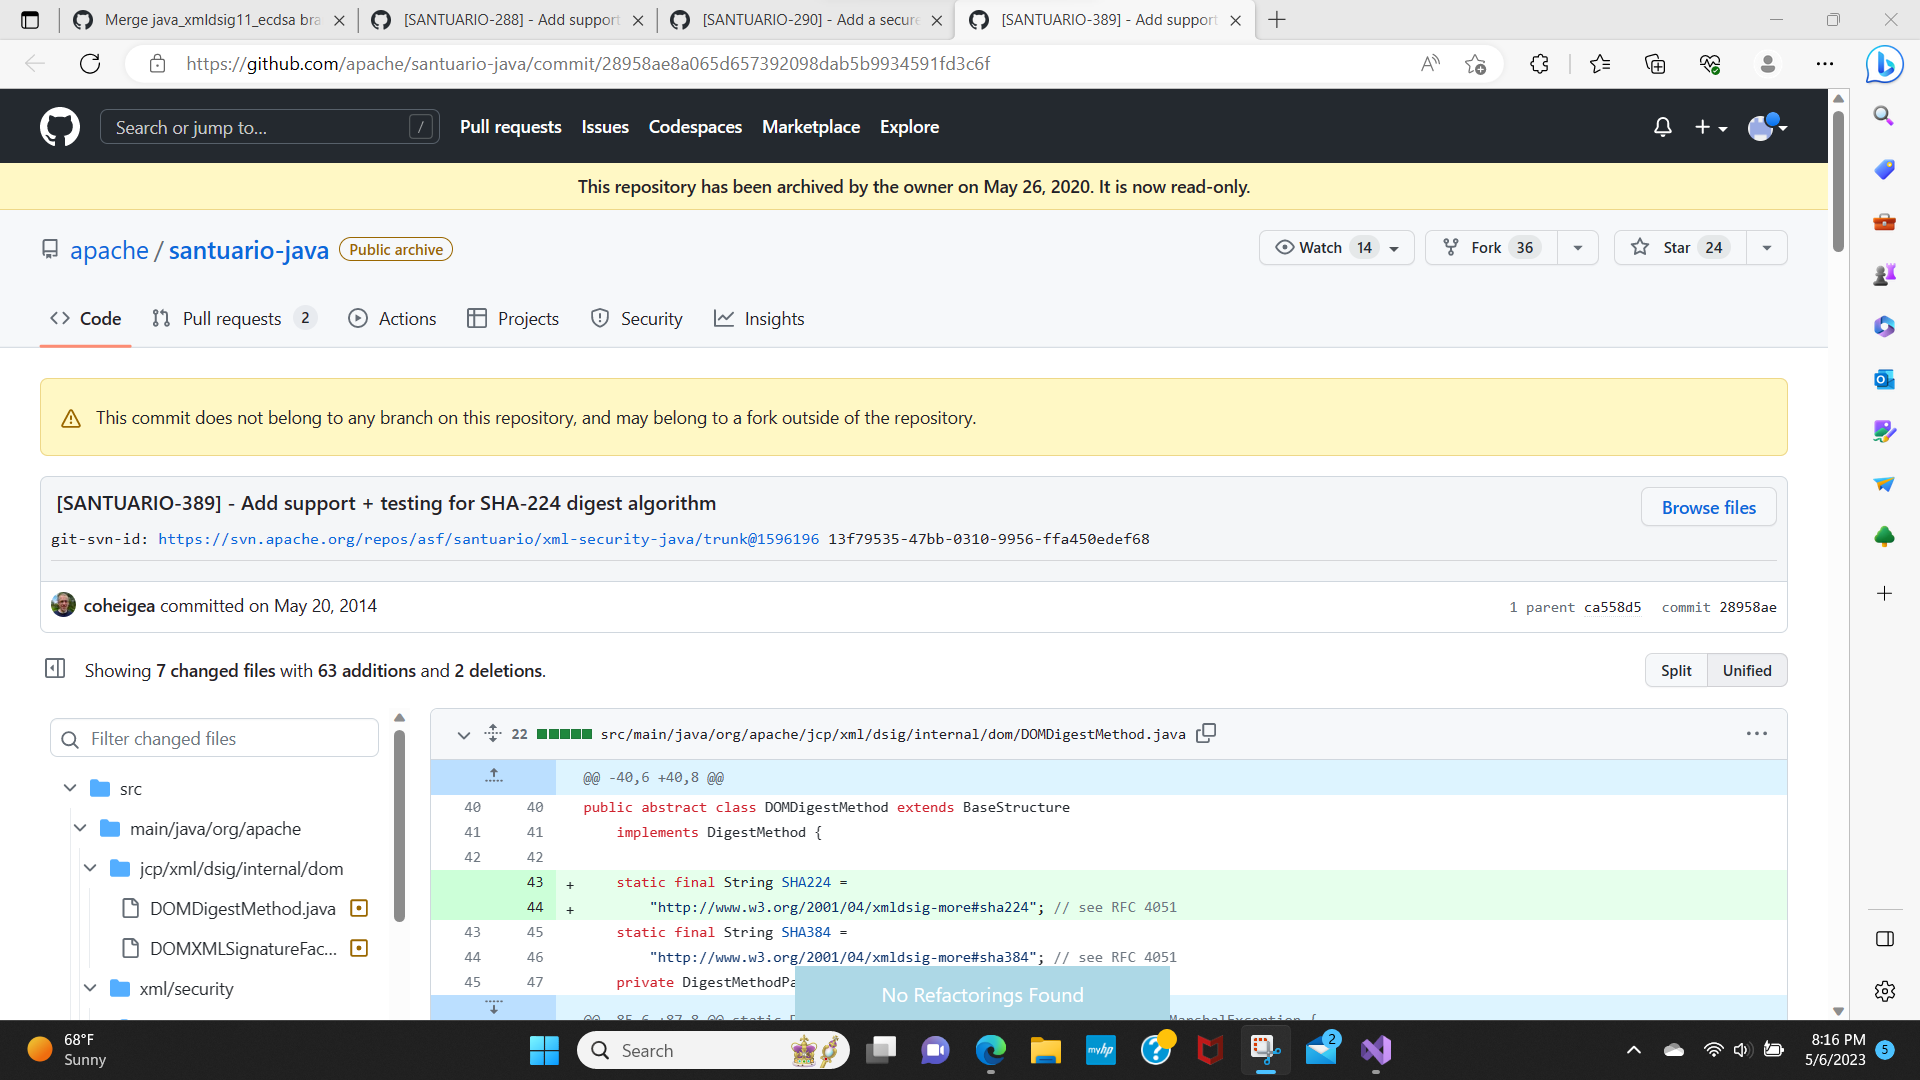 Merge java_xmldsig11_ecdsa bra
[SANTUARIO-288] - Add support
[SANTUARIO-290] - Add a secure
[SANTUARIO-389] - Add support
https://github.com/apache/santuario-java/commit/28958ae8a065d657392098dab5b9934591fd3c6f
Search or jump to... /
Pull requests Issues Codespaces Marketplace Explore
This repository has been archived by the owner on May 26, 2020. It is now read-only.
apache / santuario-java Public archive
Watch 14 Fork 36 Star 24
Code Pull requests 2 Actions Projects Security Insights
This commit does not belong to any branch on this repository, and may belong to a fork outside of the repository.
[SANTUARIO-389] - Add support + testing for SHA-224 digest algorithm
Browse files
git-svn-id: https://svn.apache.org/repos/asf/santuario/xml-security-java/trunk@1596196 13f79535-47bb-0310-9956-ffa450edef68
coheigea committed on May 20, 2014
1 parent ca558d5 commit 28958ae
Showing 7 changed files with 63 additions and 2 deletions.
Split Unified
Filter changed files
src
main/java/org/apache
jcp/xml/dsig/internal/dom
DOMDigestMethod.java
DOMXMLSignatureFac...
xml/security
22 src/main/java/org/apache/jcp/xml/dsig/internal/dom/DOMDigestMethod.java
@@ -40,6 +40,8 @@
40 40 public abstract class DOMDigestMethod extends BaseStructure
41 41 implements DigestMethod {
42 42
43 + static final String SHA224 =
44 + "http://www.w3.org/2001/04/xmldsig-more#sha224"; // see RFC 4051
43 45 static final String SHA384 =
44 46 "http://www.w3.org/2001/04/xmldsig-more#sha384"; // see RFC 4051
45 47 private DigestMethodPa
No Refactorings Found
@@ -85,6 +87,8 @@ static
MarshalException {
68°F
Sunny
Search
myhp
2
8:16 PM
5/6/2023
5